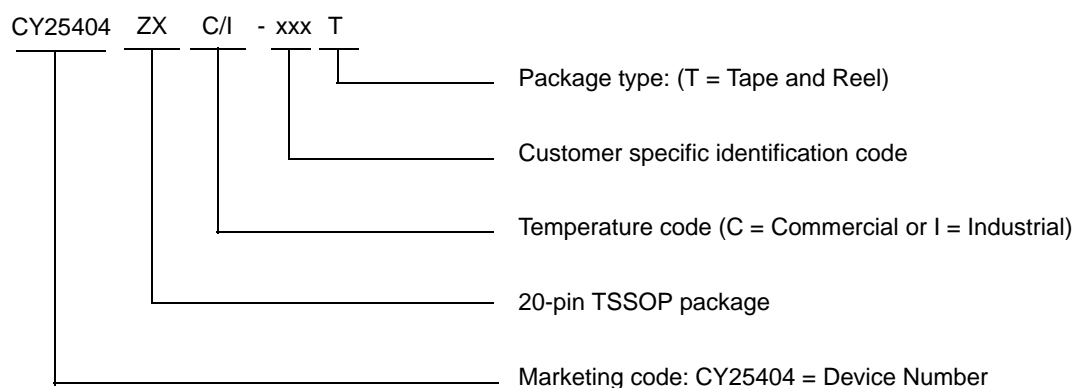 CY25404 ZX C/I - xxx T
Package type: (T = Tape and Reel)
Customer specific identification code
Temperature code (C = Commercial or I = Industrial)
20-pin TSSOP package
Marketing code: CY25404 = Device Number